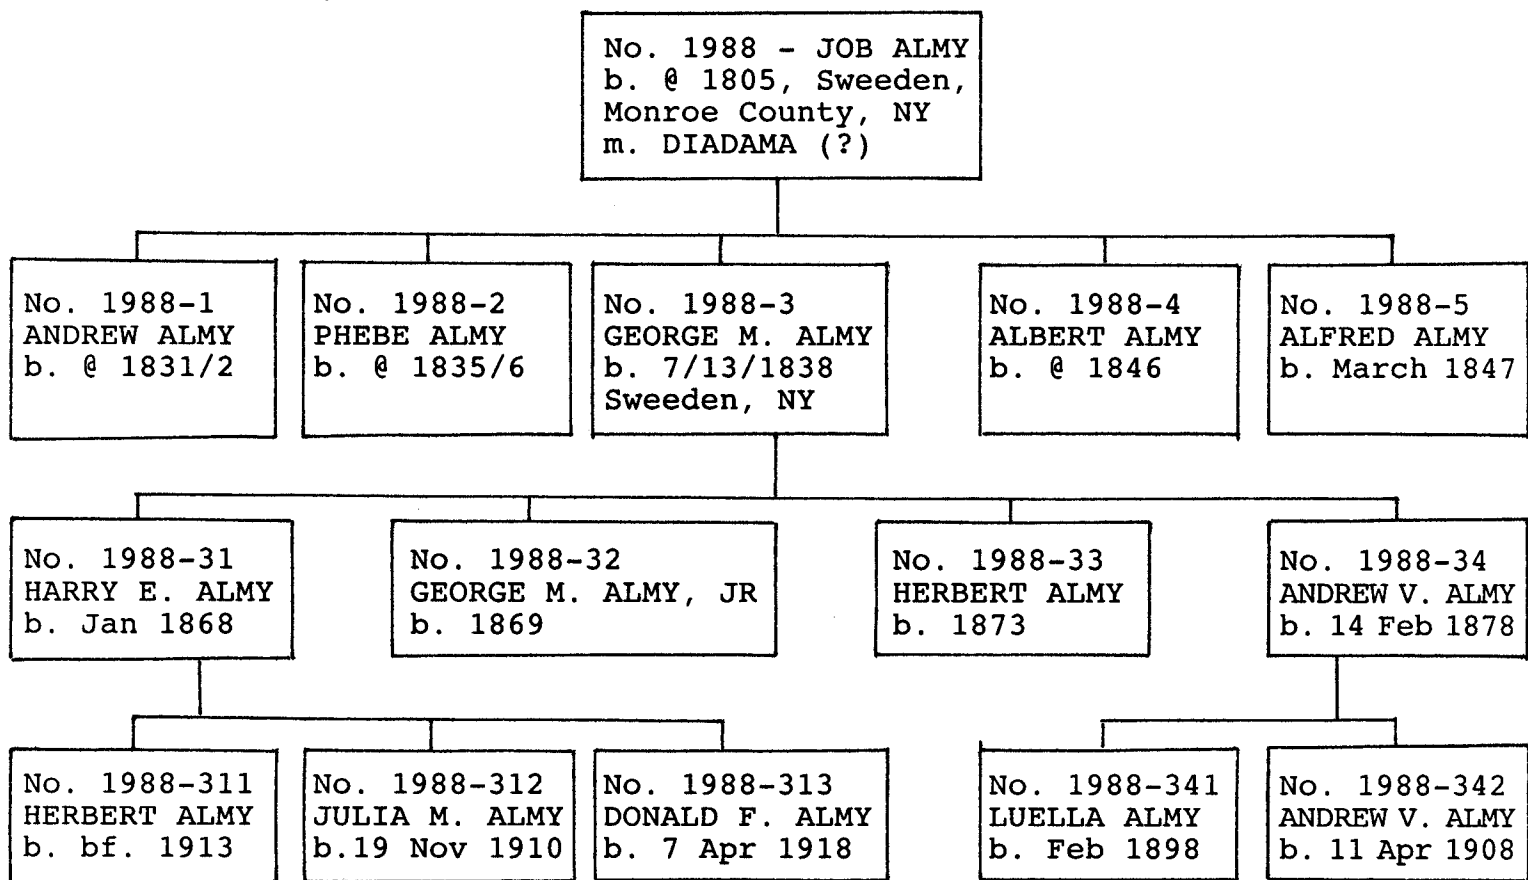 No. 1988 - JOB ALMY
b. @ 1805, Sweeden,
Monroe County, NY
m. DIADAMA (?)
No. 1988-1
ANDREW ALMY
b. @ 1831/2
No. 1988-2
PHEBE ALMY
b. @ 1835/6
No. 1988-3
GEORGE M. ALMY
b. 7/13/1838
Sweeden, NY
No. 1988-4
ALBERT ALMY
b. @ 1846
No. 1988-5
ALFRED ALMY
b. March 1847
No. 1988-31
HARRY E. ALMY
b. Jan 1868
No. 1988-32
GEORGE M. ALMY, JR
b. 1869
No. 1988-33
HERBERT ALMY
b. 1873
No. 1988-34
ANDREW V. ALMY
b. 14 Feb 1878
No. 1988-311
HERBERT ALMY
b. bf. 1913
No. 1988-312
JULIA M. ALMY
b.19 Nov 1910
No. 1988-313
DONALD F. ALMY
b. 7 Apr 1918
No. 1988-341
LUELLA ALMY
b. Feb 1898
No. 1988-342
ANDREW V. ALMY
b. 11 Apr 1908